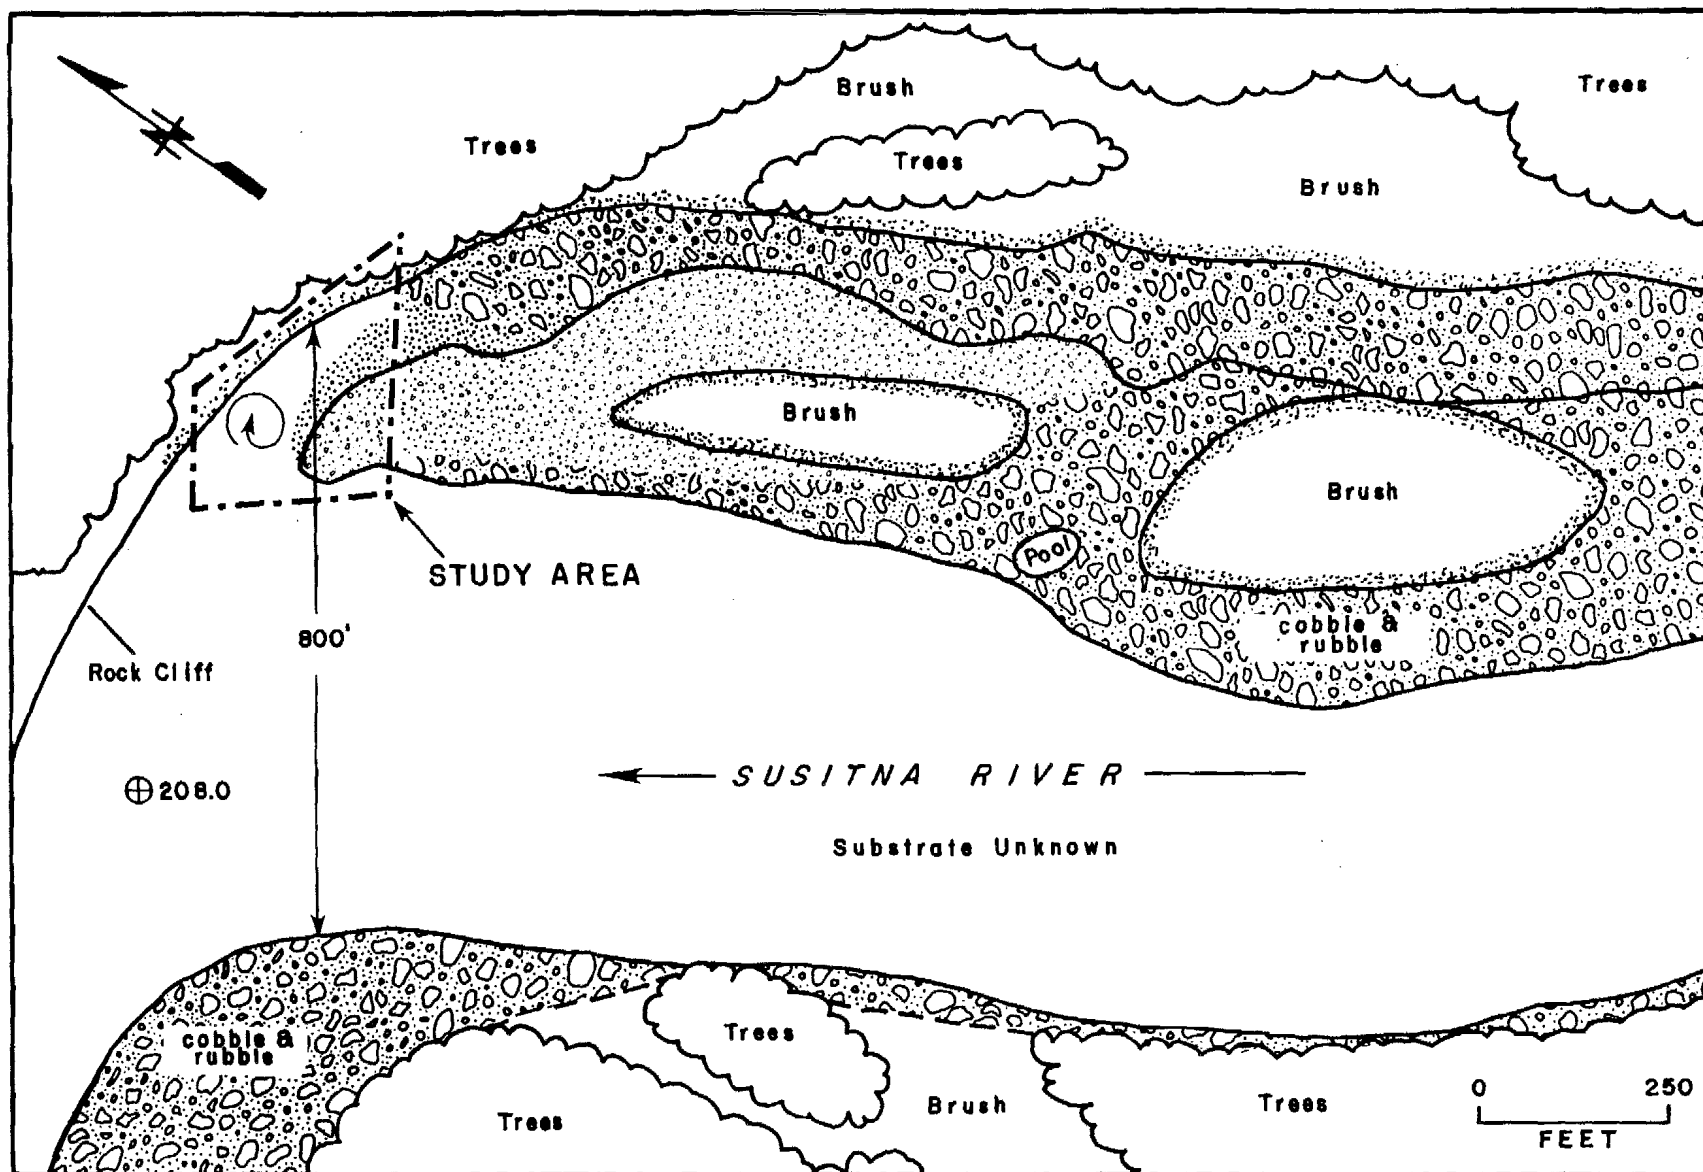 Brush
Trees
Trees
Trees
Brush
Brush
Brush
Pool
STUDY AREA
cobble &
rubble
800'
Rock Cliff
208.0
SUSITNA RIVER
Substrate Unknown
cobble &
rubble
Trees
Trees
Brush
Trees
0 250
FEET